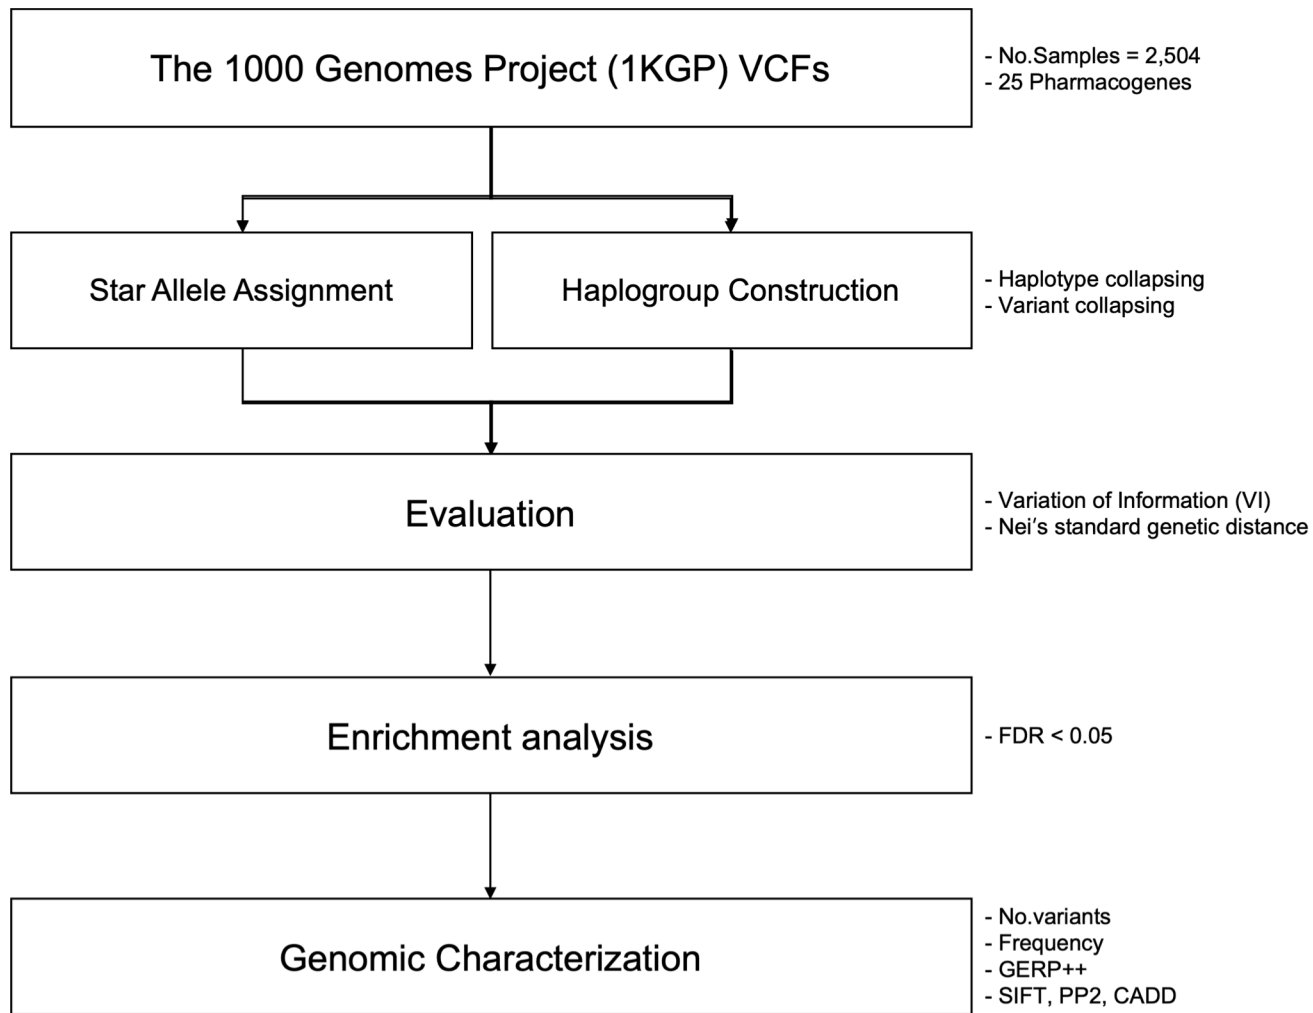 The 1000 Genomes Project (1KGP) VCFs
- No.Samples = 2,504
- 25 Pharmacogenes
Star Allele Assignment
Haplogroup Construction
- Haplotype collapsing
- Variant collapsing
Evaluation
- Variation of Information (VI)
- Nei's standard genetic distance
Enrichment analysis
- FDR < 0.05
Genomic Characterization
- No.variants
- Frequency
- GERP++
- SIFT, PP2, CADD